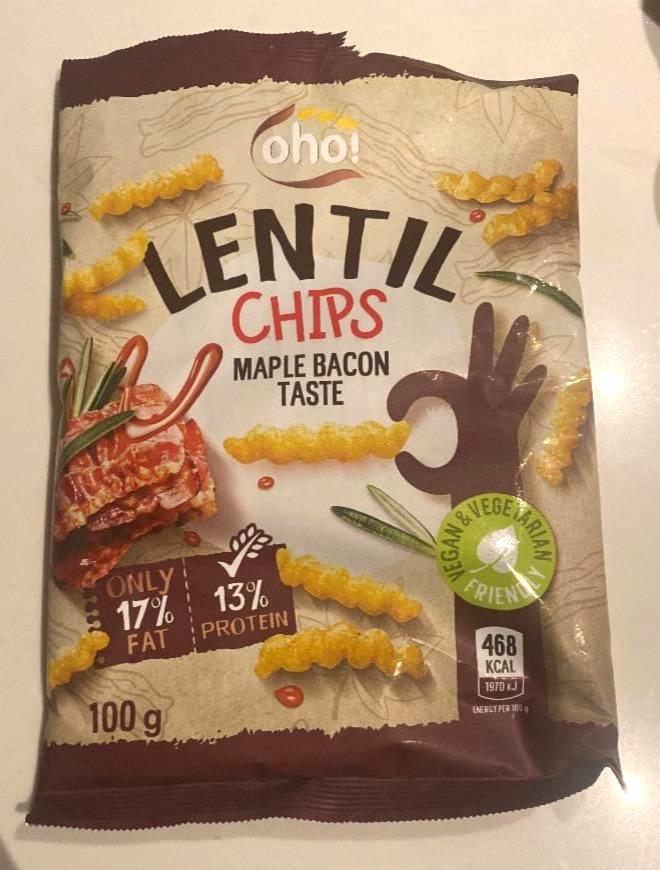 oho!
LENTIL
CHIPS
MAPLE BACON
TASTE
VEGAN & VEGETARIAN
FRIENDLY
ONLY
17%
FAT
13%
PROTEIN
468
KCAL
1970 KJ
ENERGY PER 100 g
100 g